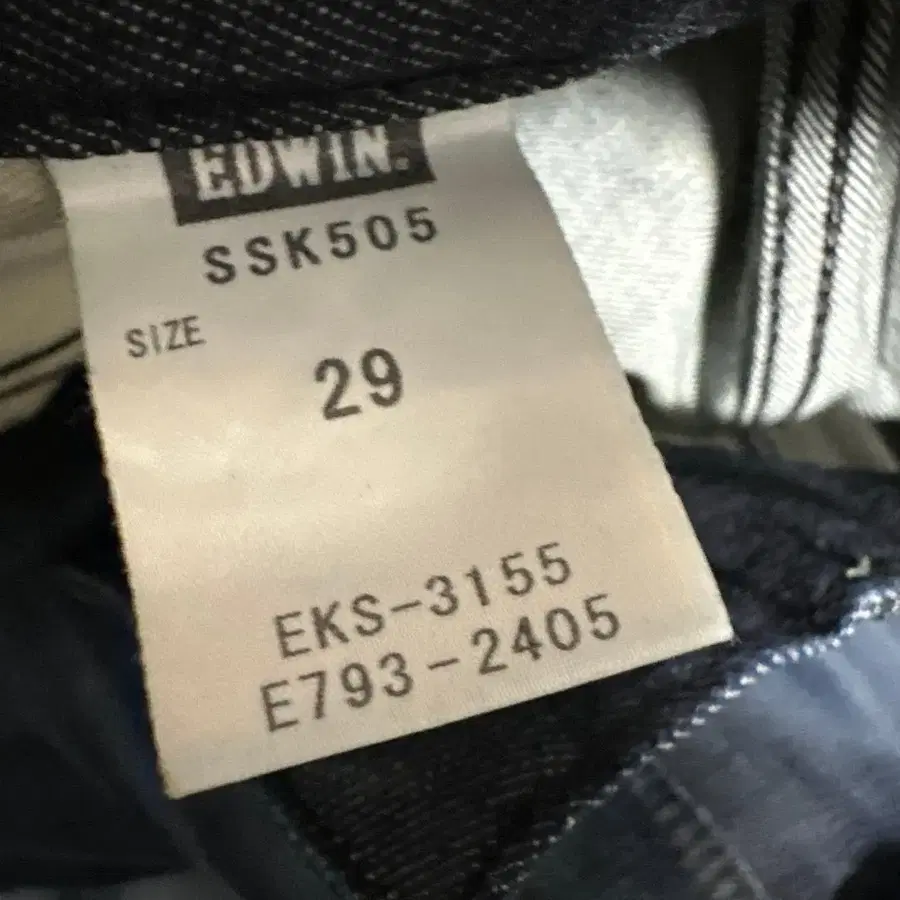 EDWIN.
SSK505
SIZE
29
EKS-3155
E793-2405